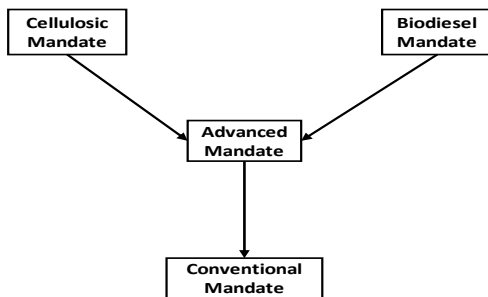 Cellulosic
Mandate
Biodiesel
Mandate
Advanced
Mandate
Conventional
Mandate